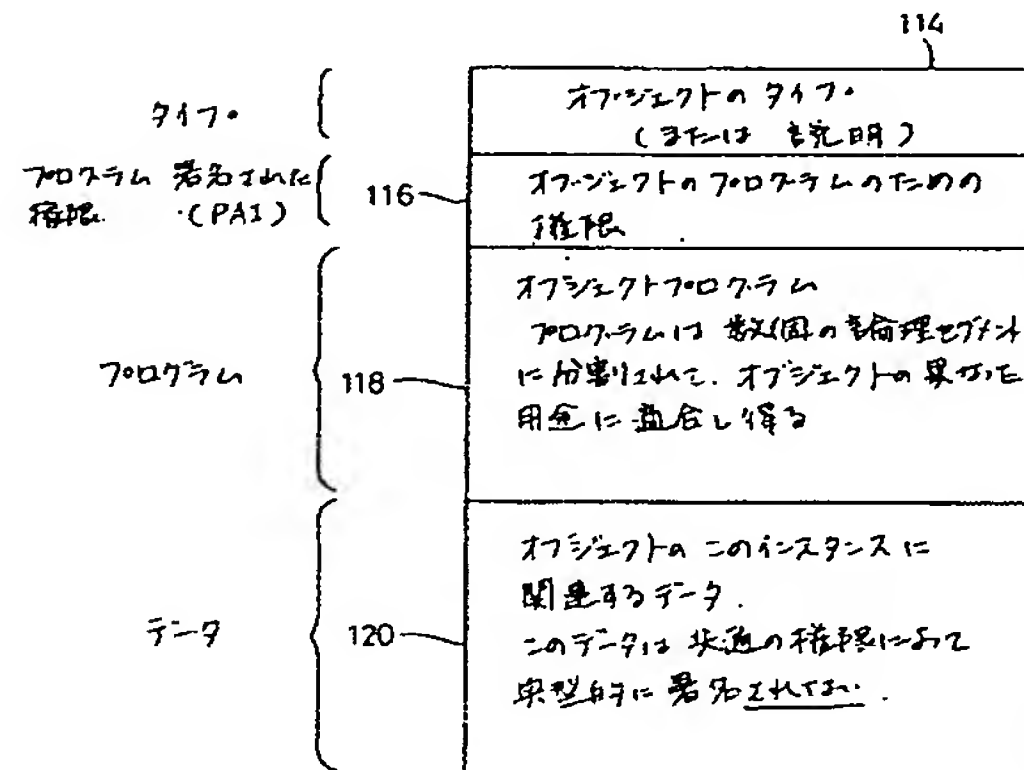 114
タイプ
オブジェクトのタイプ
(または 説明)
プログラム 署名された
権限 (PAI)
116
オブジェクトのプログラムのための
権限
プログラム
118
オブジェクトプログラム
プログラムは 数個の論理セグメント
に分割されて、オブジェクトの異なった
用途に適合し得る
データ
120
オブジェクトの このインスタンスに
関連するデータ.
このデータは 共通の権限によって
典型的に署名されてない.